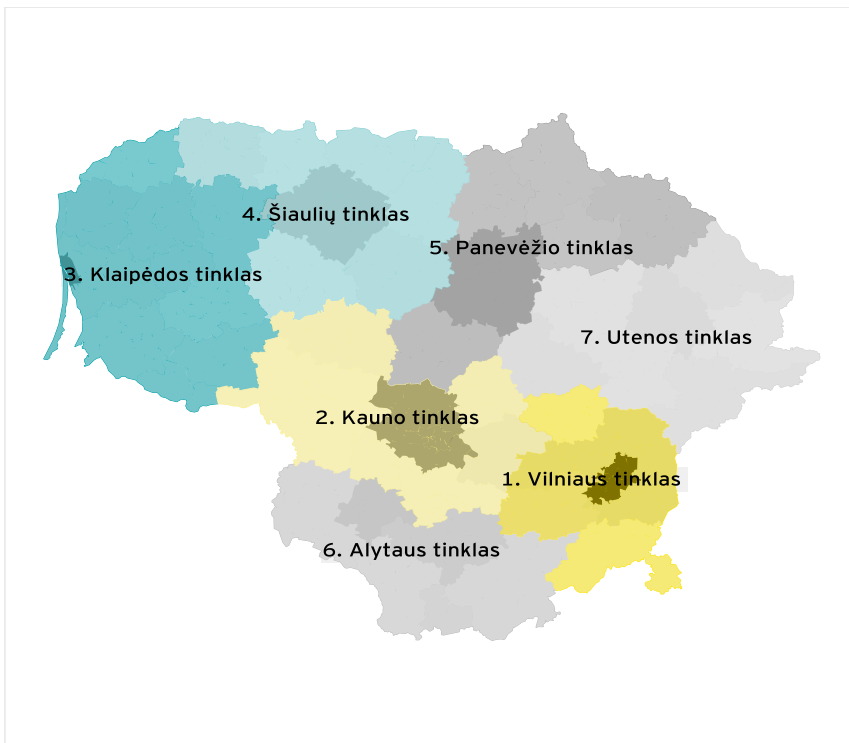 4. Šiaulių tinklas
5. Panevėžio tinklas
3. Klaipėdos tinklas
7. Utenos tinklas
2. Kauno tinklas
1. Vilniaus tinklas
6. Alytaus tinklas